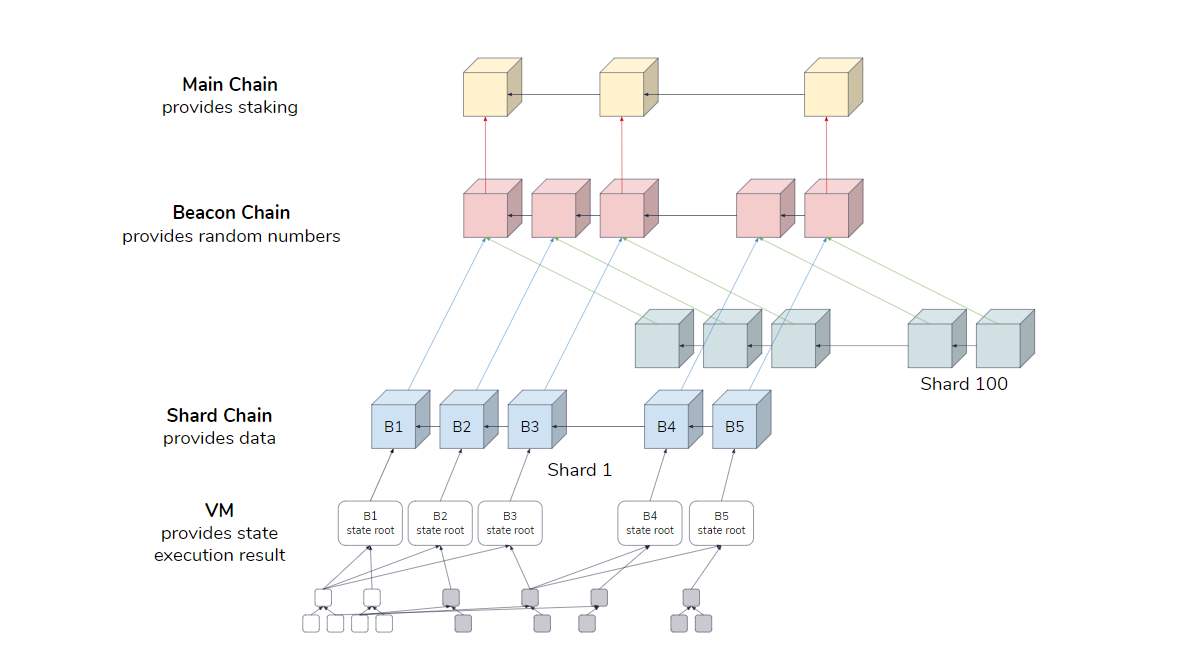 Main Chain
provides staking
Beacon Chain
provides random numbers
Shard 100
Shard Chain
provides data
B1
B2
B3
B4
B5
Shard 1
VM
provides state
execution result
B1
state root
B2
state root
B3
state root
B4
state root
B5
state root